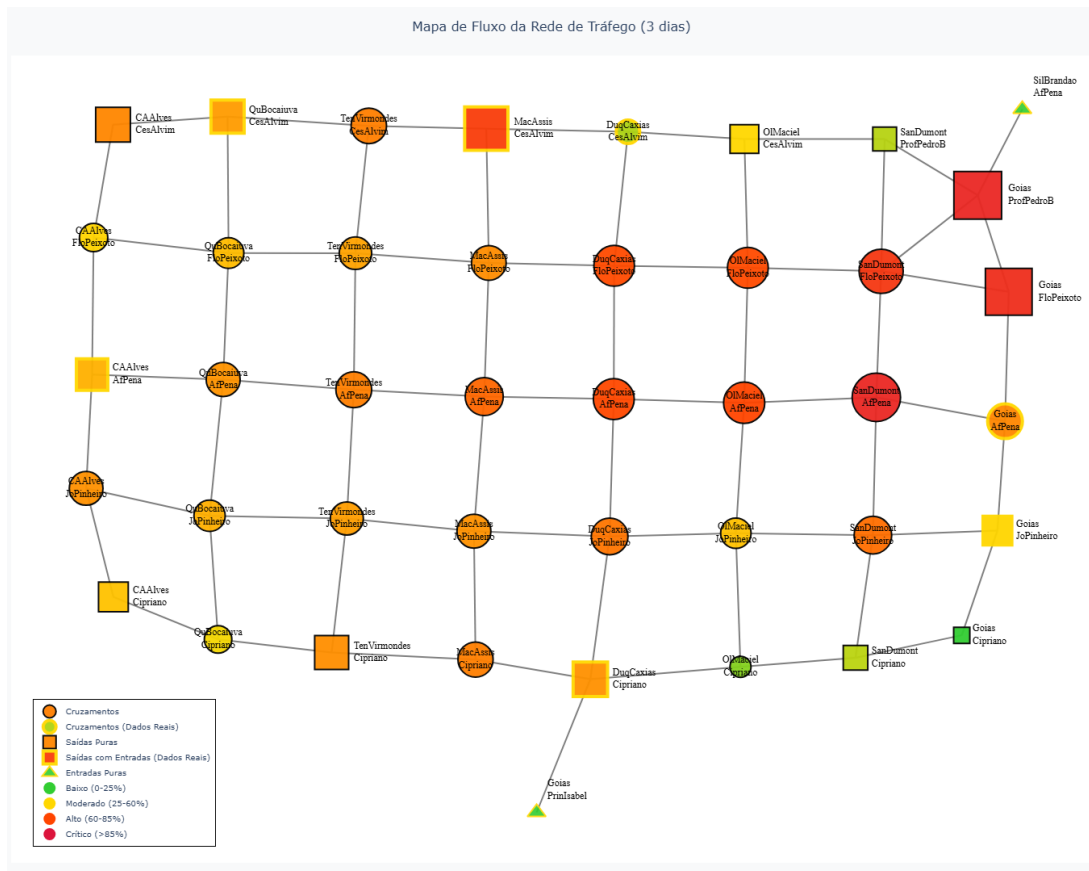 Mapa de Fluxo da Rede de Tráfego (3 dias)
SilBrandao
AfPena
CAAlves
CesAlvim
QuBocaiuva
CesAlvim
TenVirmondes
CesAlvim
MacAssis
CesAlvim
DuqCaxias
CesAlvim
OlMaciel
CesAlvim
SanDumont
ProfPedroB
Goias
ProfPedroB
CAAlves
FloPeixoto
QuBocaiuva
FloPeixoto
TenVirmondes
FloPeixoto
MacAssis
FloPeixoto
DuqCaxias
FloPeixoto
OlMaciel
FloPeixoto
SanDumont
FloPeixoto
Goias
FloPeixoto
CAAlves
AfPena
QuBocaiuva
AfPena
TenVirmondes
AfPena
MacAssis
AfPena
DuqCaxias
AfPena
OlMaciel
AfPena
SanDumont
AfPena
Goias
AfPena
CAAlves
JoPinheiro
QuBocaiuva
JoPinheiro
TenVirmondes
JoPinheiro
MacAssis
JoPinheiro
DuqCaxias
JoPinheiro
OlMaciel
JoPinheiro
SanDumont
JoPinheiro
Goias
JoPinheiro
CAAlves
Cipriano
QuBocaiuva
Cipriano
TenVirmondes
Cipriano
MacAssis
Cipriano
DuqCaxias
Cipriano
OlMaciel
Cipriano
SanDumont
Cipriano
Goias
Cipriano
Goias
PrinIsabel
Cruzamentos
Cruzamentos (Dados Reais)
Saídas Puras
Saídas com Entradas (Dados Reais)
Entradas Puras
Baixo (0-25%)
Moderado (25-60%)
Alto (60-85%)
Crítico (>85%)